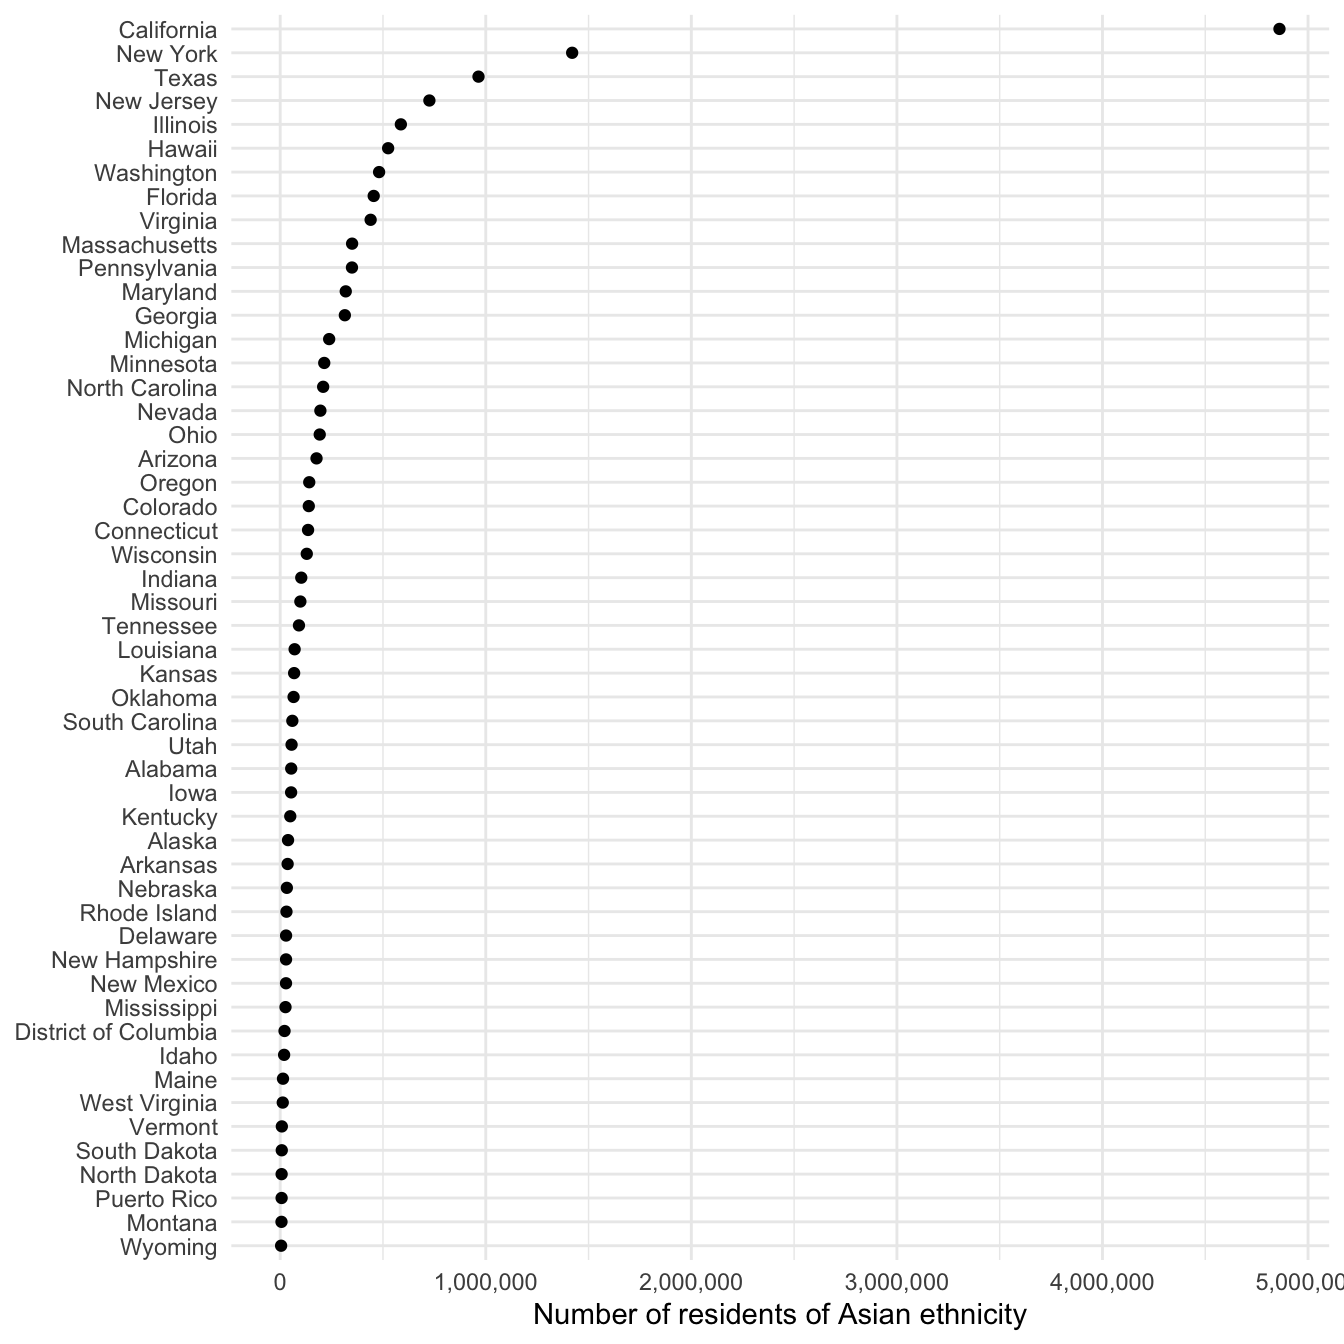 California
New York
Texas
New Jersey
Illinois
Hawaii
Washington
Florida
Virginia
Massachusetts
Pennsylvania
Maryland
Georgia
Michigan
Minnesota
North Carolina
Nevada
Ohio
Arizona
Oregon
Colorado
Connecticut
Wisconsin
Indiana
Missouri
Tennessee
Louisiana
Kansas
Oklahoma
South Carolina
Utah
Alabama
Iowa
Kentucky
Alaska
Arkansas
Nebraska
Rhode Island
Delaware
New Hampshire
New Mexico
Mississippi
District of Columbia
Idaho
Maine
West Virginia
Vermont
South Dakota
North Dakota
Puerto Rico
Montana
Wyoming
0 1,000,000 2,000,000 3,000,000 4,000,000 5,000,0
Number of residents of Asian ethnicity